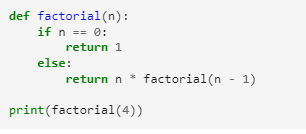 def factorial(n):
    if n == 0:
        return 1
    else:
        return n * factorial(n - 1)

print(factorial(4))